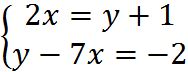 2x = y + 1
y − 7x = −2